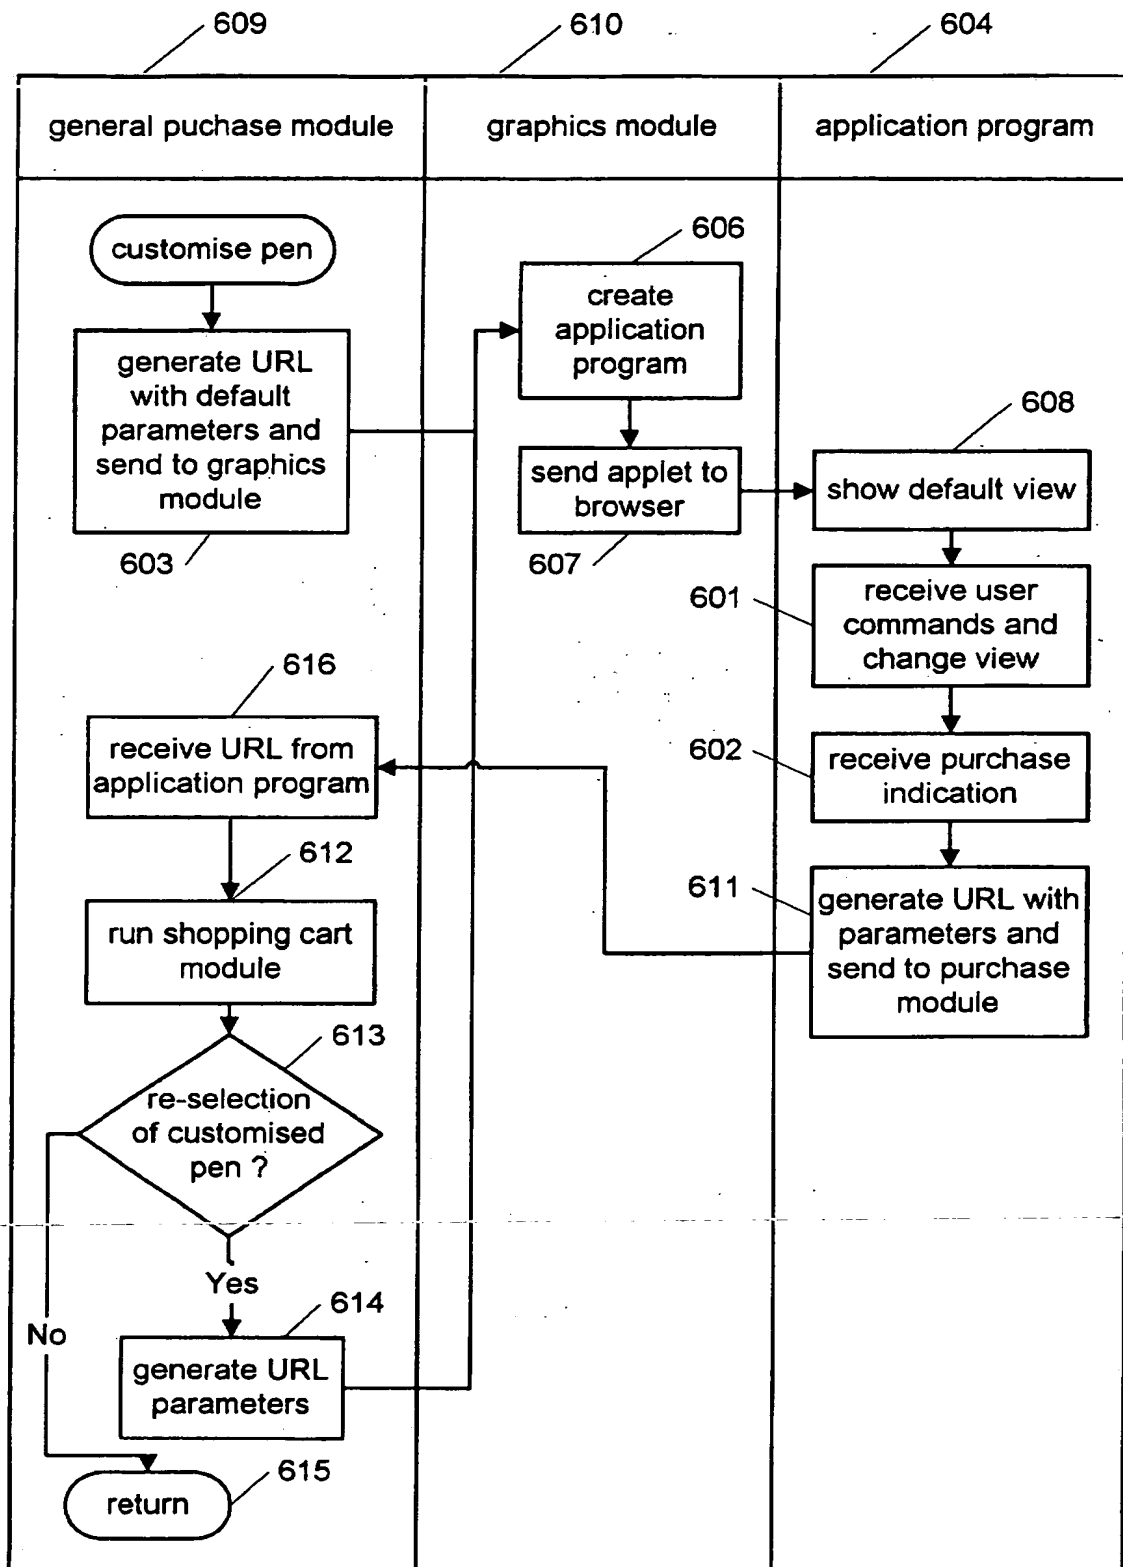 609
610
604
general puchase module
graphics module
application program
customise pen
generate URL
with default
parameters and
send to graphics
module
603
606
create
application
program
send applet to
browser
607
608
show default view
601
receive user
commands and
change view
602
receive purchase
indication
611
generate URL with
parameters and
send to purchase
module
616
receive URL from
application program
612
run shopping cart
module
613
re-selection
of customised
pen ?
Yes
No
614
generate URL
parameters
615
return